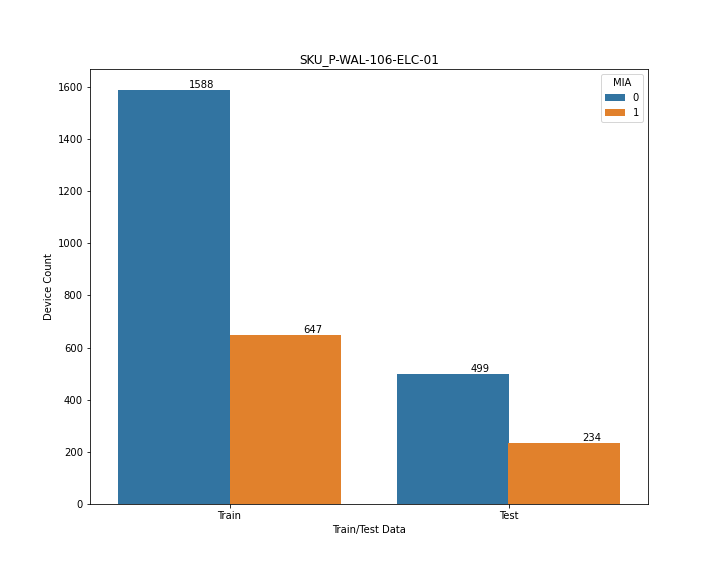 SKU_P-WAL-106-ELC-01
MIA
0
1
1588
647
499
234
1600
1400
1200
1000
800
600
400
200
0
Device Count
Train
Test
Train/Test Data